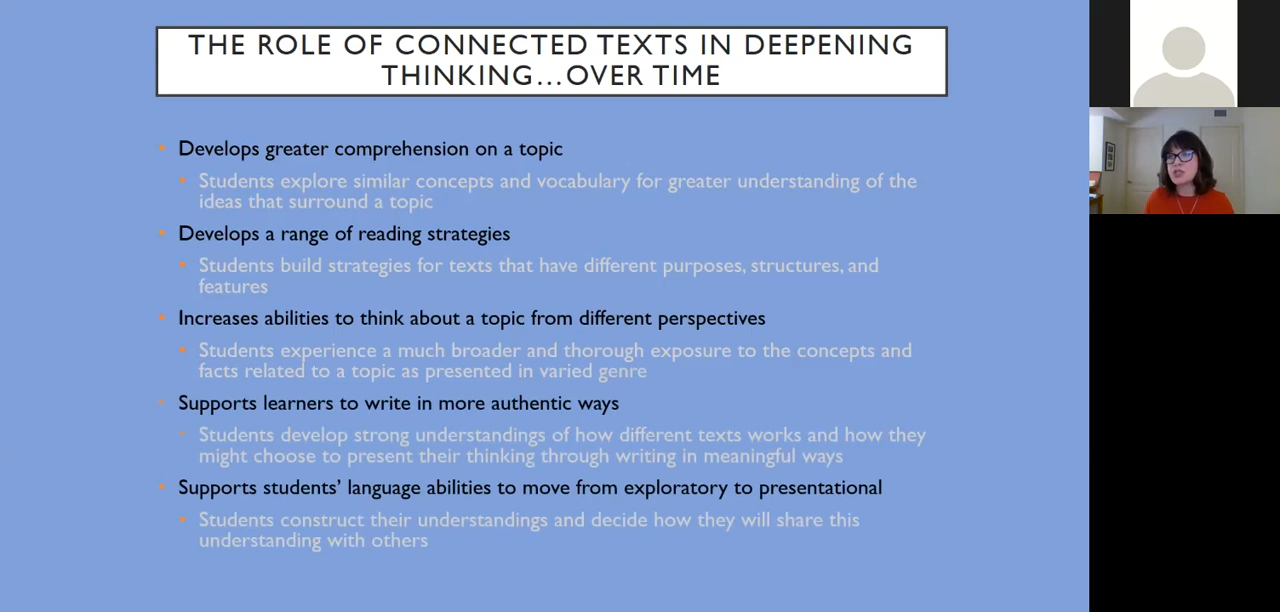 THE ROLE OF CONNECTED TEXTS IN DEEPENING
THINKING...OVER TIME
• Develops greater comprehension on a topic
• Students explore similar concepts and vocabulary for greater understanding of the
ideas that surround a topic
• Develops a range of reading strategies
• Students build strategies for texts that have different purposes, structures, and
features
• Increases abilities to think about a topic from different perspectives
• Students experience a much broader and thorough exposure to the concepts and
facts related to a topic as presented in varied genre
• Supports learners to write in more authentic ways
• Students develop strong understandings of how different texts works and how they
might choose to present their thinking through writing in meaningful ways
• Supports students’ language abilities to move from exploratory to presentational
• Students construct their understandings and decide how they will share this
understanding with others